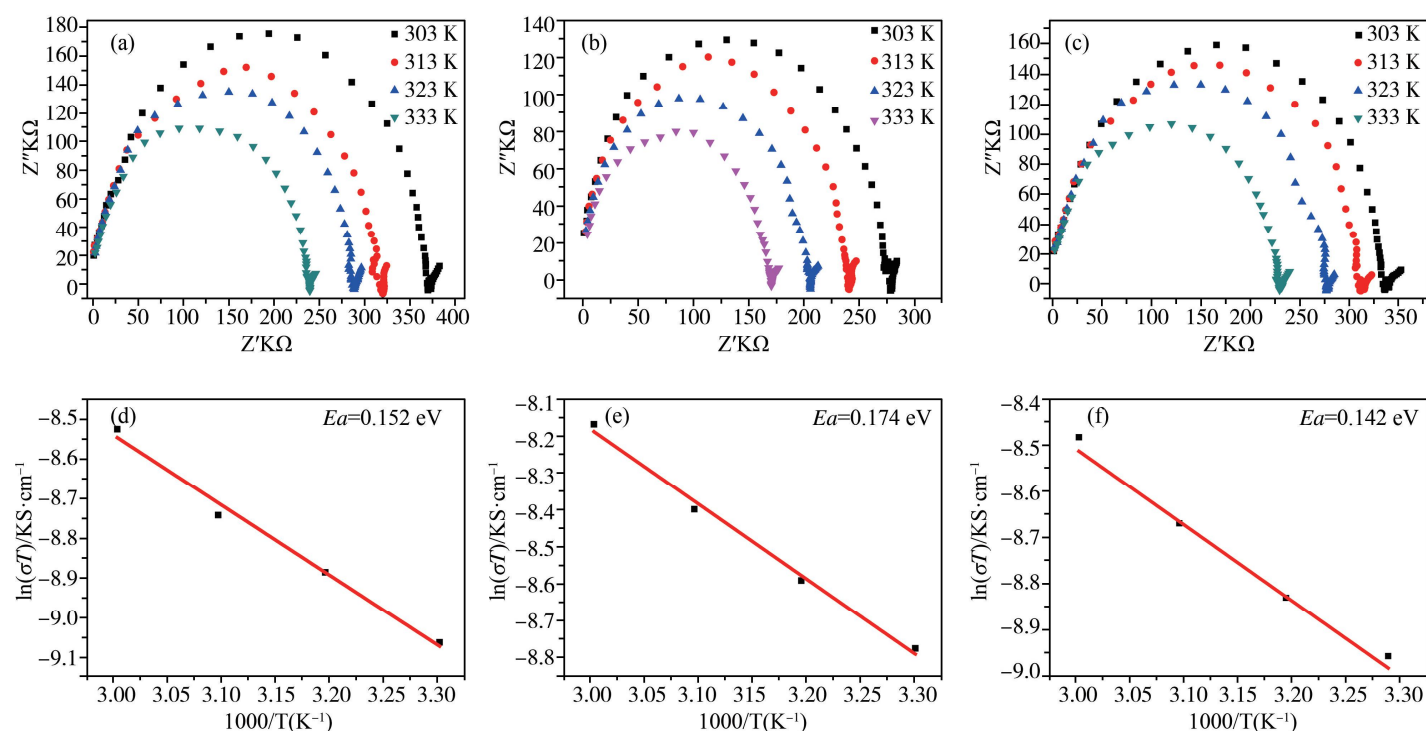 (a)
303 K
313 K
323 K
333 K
180
160
140
120
100
80
60
40
20
0
Z″KΩ
0 50 100 150 200 250 300 350 400
Z′KΩ
(b)
303 K
313 K
323 K
333 K
140
120
100
80
60
40
20
0
Z″KΩ
0 50 100 150 200 250 300
Z′KΩ
(c)
303 K
313 K
323 K
333 K
160
140
120
100
80
60
40
20
0
Z″KΩ
0 50 100 150 200 250 300 350
Z′KΩ
(d)
Ea=0.152 eV
−8.5
−8.6
−8.7
−8.8
−8.9
−9.0
−9.1
ln(σT)/KS·cm⁻¹
3.00 3.05 3.10 3.15 3.20 3.25 3.30
1000/T(K⁻¹)
(e)
Ea=0.174 eV
−8.1
−8.2
−8.3
−8.4
−8.5
−8.6
−8.7
−8.8
ln(σT)/KS·cm⁻¹
3.00 3.05 3.10 3.15 3.20 3.25 3.30
1000/T(K⁻¹)
(f)
Ea=0.142 eV
−8.4
−8.5
−8.6
−8.7
−8.8
−8.9
−9.0
ln(σT)/KS·cm⁻¹
3.00 3.05 3.10 3.15 3.20 3.25 3.30
1000/T(K⁻¹)